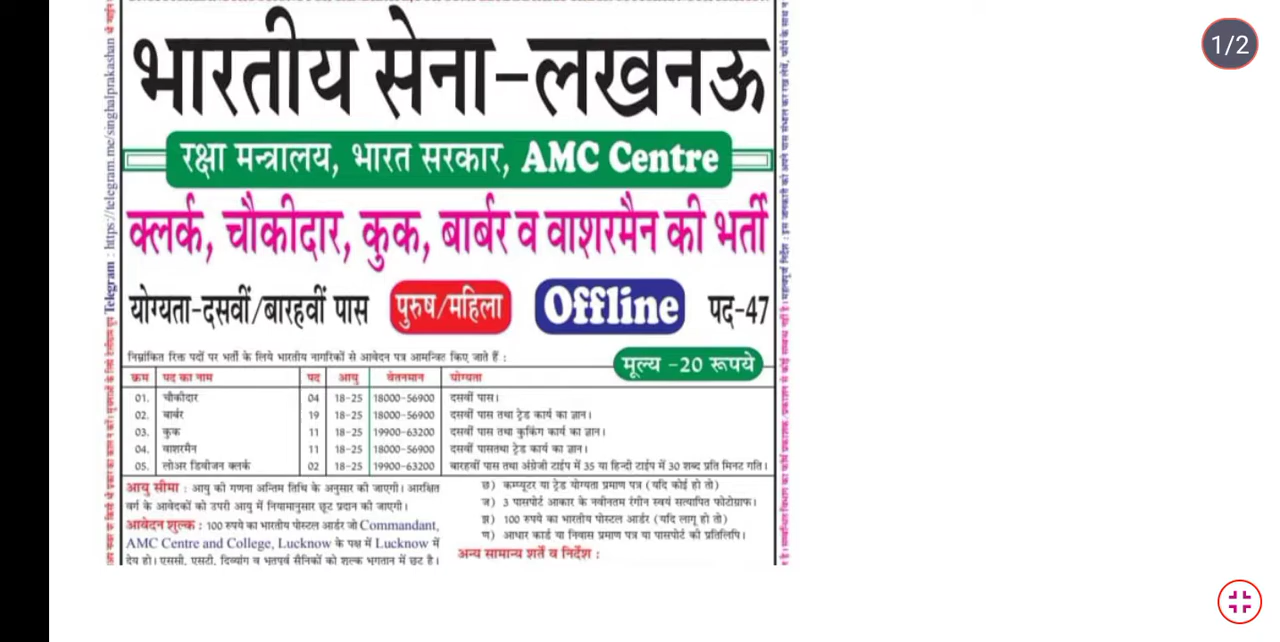 भारतीय सेना-लखनऊ
रक्षा मन्त्रालय, भारत सरकार, AMC Centre
क्लर्क, चौकीदार, कुक, बार्बर व वाशरमैन की भर्ती
योग्यता-दसवीं/बारहवीं पास पुरुष/महिला Offline पद-47
निम्नांकित रिक्त पदों पर भर्ती के लिये भारतीय नागरिकों से आवेदन पत्र आमन्त्रित किए जाते हैं :
मूल्य -20 रूपये
क्रम पद का नाम पद आयु वेतनमान योग्यता
01. चौकीदार 04 18-25 18000-56900 दसवीं पास।
02. बार्बर 19 18-25 18000-56900 दसवीं पास तथा ट्रेड कार्य का ज्ञान।
03. कुक 11 18-25 19900-63200 दसवीं पास तथा कुकिंग कार्य का ज्ञान।
04. वाशरमैन 11 18-25 18000-56900 दसवीं पासतथा ट्रेड कार्य का ज्ञान।
05. लोअर डिवीजन क्लर्क 02 18-25 19900-63200 बारहवीं पास तथा अंग्रेजी टाईप में 35 या हिन्दी टाईप में 30 शब्द प्रति मिनट गति।
आयु सीमा : आयु की गणना अन्तिम तिथि के अनुसार की जाएगी। आरक्षित
वर्ग के आवेदकों को उपरी आयु में नियामानुसार छूट प्रदान की जाएगी।
आवेदन शुल्क : 100 रुपये का भारतीय पोस्टल आर्डर जो Commandant,
AMC Centre and College, Lucknow के पक्ष में Lucknow में
देय हो। एससी, एसटी, दिव्यांग व भूतपूर्व सैनिकों को शुल्क भुगतान में छूट है।
छ) कम्प्यूटर या ट्रेड योग्यता प्रमाण पत्र (यदि कोई हो तो)
ज) 3 पासपोर्ट आकार के नवीनतम रंगीन स्वयं सत्यापित फोटोग्राफ।
झ) 100 रुपये का भारतीय पोस्टल आर्डर (यदि लागू हो तो)
ण) आधार कार्ड या निवास प्रमाण पत्र या पासपोर्ट की प्रतिलिपि।
अन्य सामान्य शर्ते व निर्देश :
Telegram : https://telegram.me/singhalprakashan
1/2